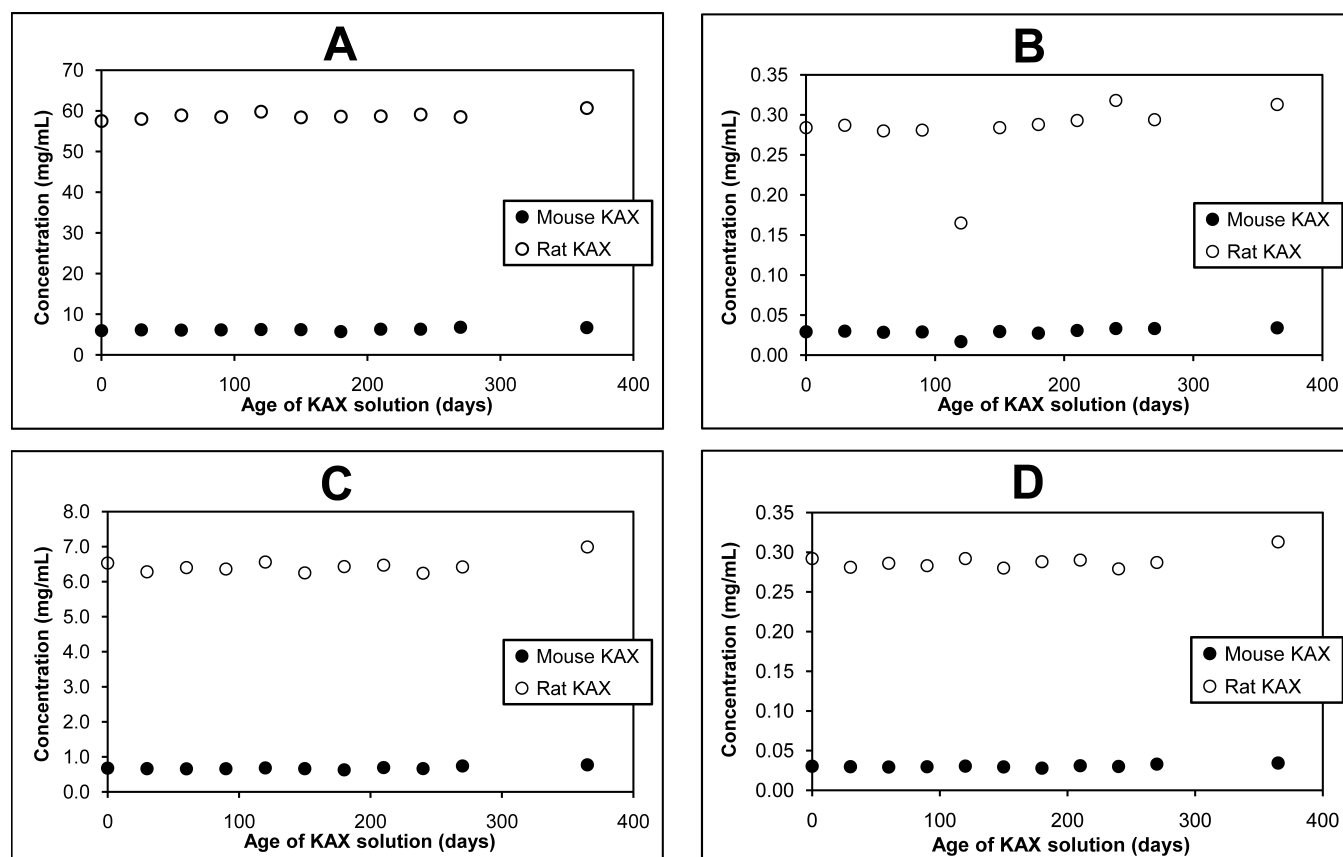 A
Concentration (mg/mL)
70
60
50
40
30
20
10
0
0 100 200 300 400
Age of KAX solution (days)
Mouse KAX
Rat KAX
B
Concentration (mg/mL)
0.35
0.30
0.25
0.20
0.15
0.10
0.05
0.00
0 100 200 300 400
Age of KAX solution (days)
Mouse KAX
Rat KAX
C
Concentration (mg/mL)
8.0
7.0
6.0
5.0
4.0
3.0
2.0
1.0
0.0
0 100 200 300 400
Age of KAX solution (days)
Mouse KAX
Rat KAX
D
Concentration (mg/mL)
0.35
0.30
0.25
0.20
0.15
0.10
0.05
0.00
0 100 200 300 400
Age of KAX solution (days)
Mouse KAX
Rat KAX